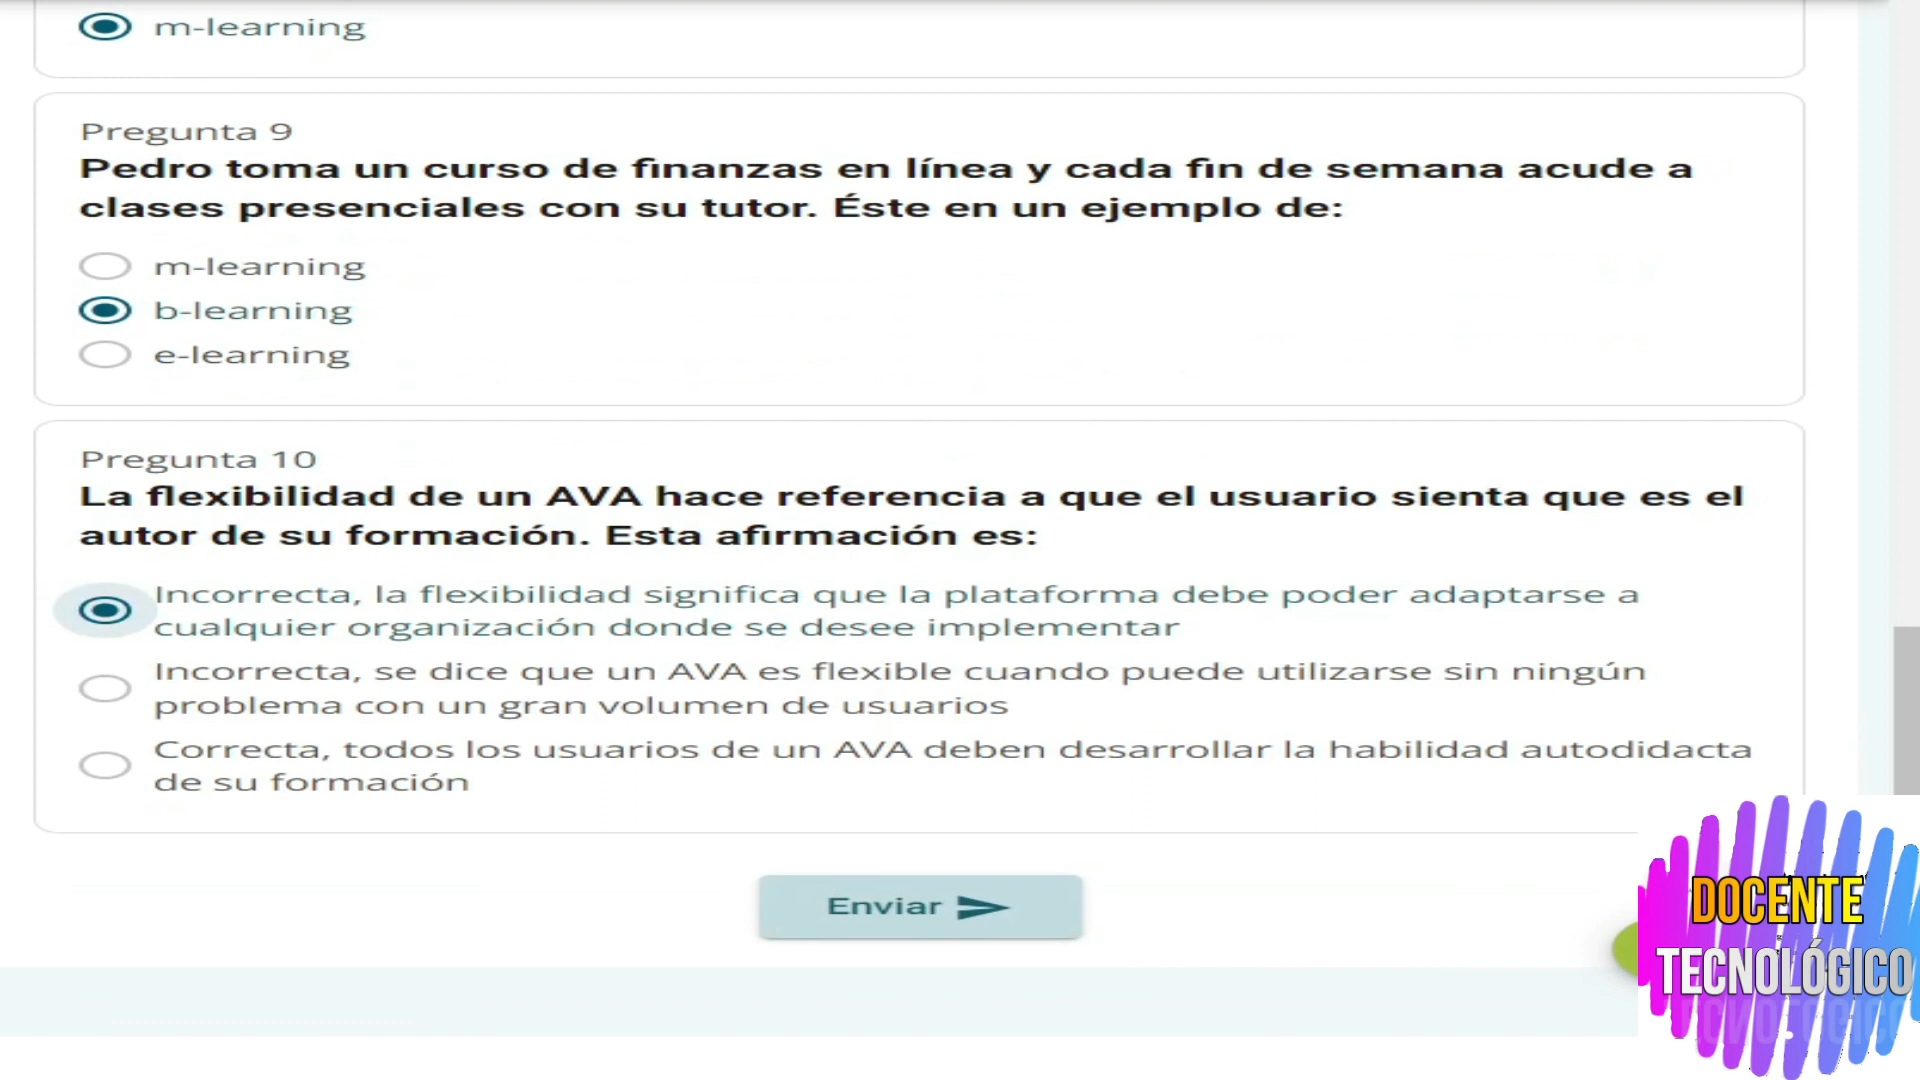 m-learning
Pregunta 9
Pedro toma un curso de finanzas en línea y cada fin de semana acude a
clases presenciales con su tutor. Éste en un ejemplo de:
m-learning
b-learning
e-learning
Pregunta 10
La flexibilidad de un AVA hace referencia a que el usuario sienta que es el
autor de su formación. Esta afirmación es:
Incorrecta, la flexibilidad significa que la plataforma debe poder adaptarse a
cualquier organización donde se desee implementar
Incorrecta, se dice que un AVA es flexible cuando puede utilizarse sin ningún
problema con un gran volumen de usuarios
Correcta, todos los usuarios de un AVA deben desarrollar la habilidad autodidacta
de su formación
Enviar
DOCENTE
TECNOLÓGICO